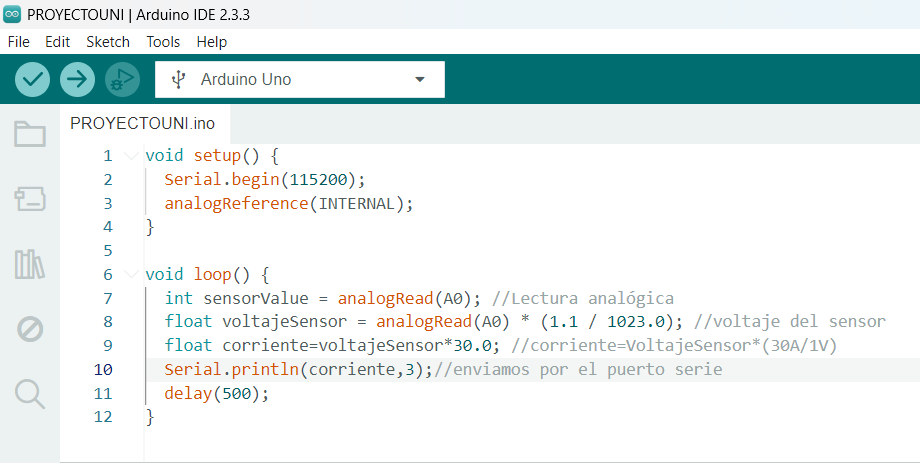 PROYECTOUNI | Arduino IDE 2.3.3
File Edit Sketch Tools Help
Arduino Uno
PROYECTOUNI.ino
1 void setup() {
2 Serial.begin(115200);
3 analogReference(INTERNAL);
4 }
5
6 void loop() {
7 int sensorValue = analogRead(A0); //Lectura analógica
8 float voltajeSensor = analogRead(A0) * (1.1 / 1023.0); //voltaje del sensor
9 float corriente=voltajeSensor*30.0; //corriente=VoltajeSensor*(30A/1V)
10 Serial.println(corriente,3);//enviamos por el puerto serie
11 delay(500);
12 }